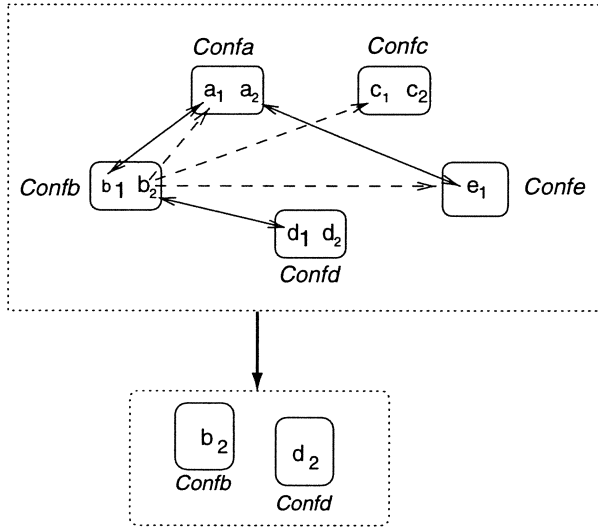 Confa Confc
a1 a2 c1 c2
Confb b1 b2 e1 Confe
d1 d2
Confd
b2
d2
Confb
Confd